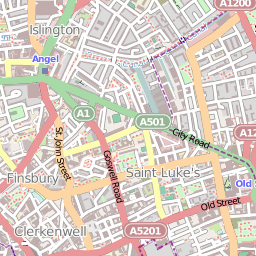 A1200
Islington
Angel
A1
A501
City Road
A12
St. John Street
Goswell Road
Finsbury
Saint Luke's
Old
Old Street
Clerkenwell
A5201